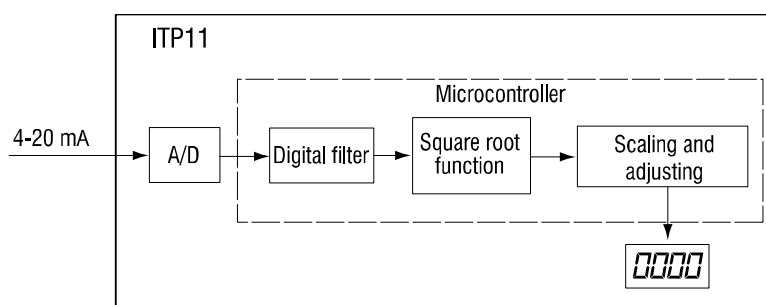 ITP11
Microcontroller
4-20 mA
A/D
Digital filter
Square root
function
Scaling and
adjusting
0000